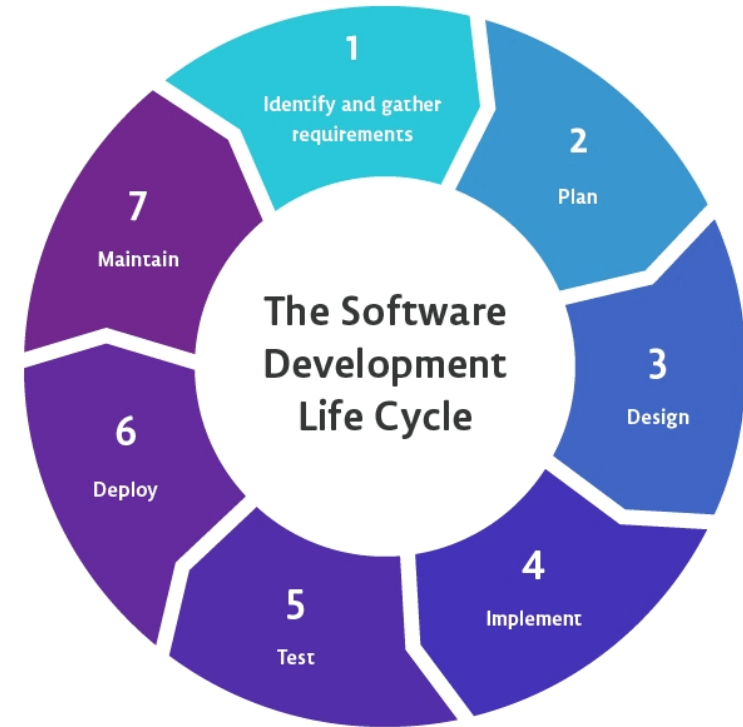 1
Identify and gather
requirements
2
Plan
3
Design
4
Implement
5
Test
6
Deploy
7
Maintain
The Software
Development
Life Cycle